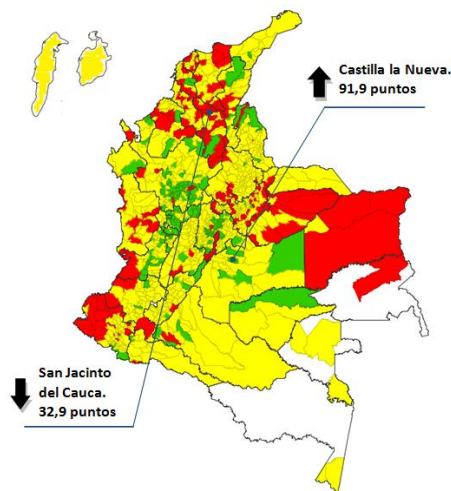 Castilla la Nueva.
91,9 puntos
San Jacinto
del Cauca.
32,9 puntos